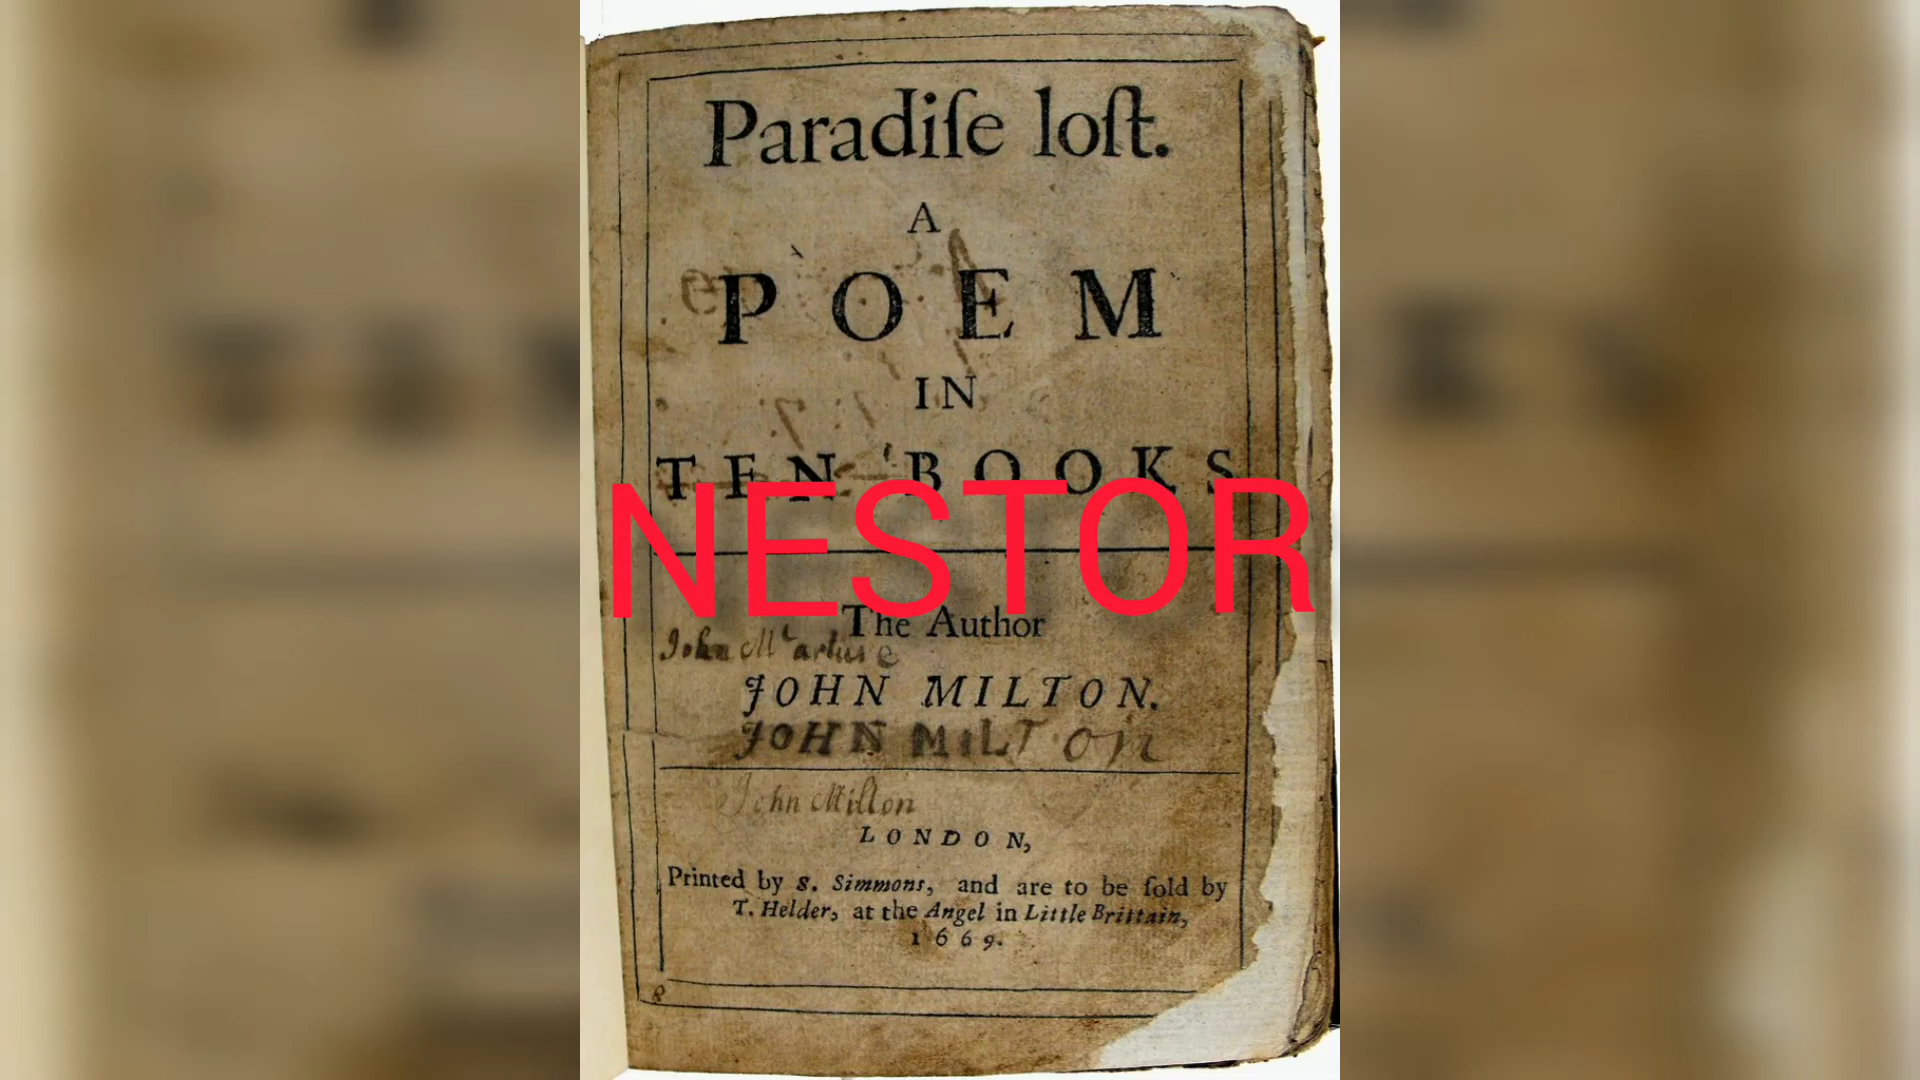 Paradiſe loſt.
A
POEM
IN
TEN BOOKS
NESTOR
The Author
John
JOHN MILTON.
JOHN MILTON
John Milton
LONDON,
Printed by S. Simmons, and are to be ſold by
T. Helder, at the Angel in Little Brittain,
1669.
8